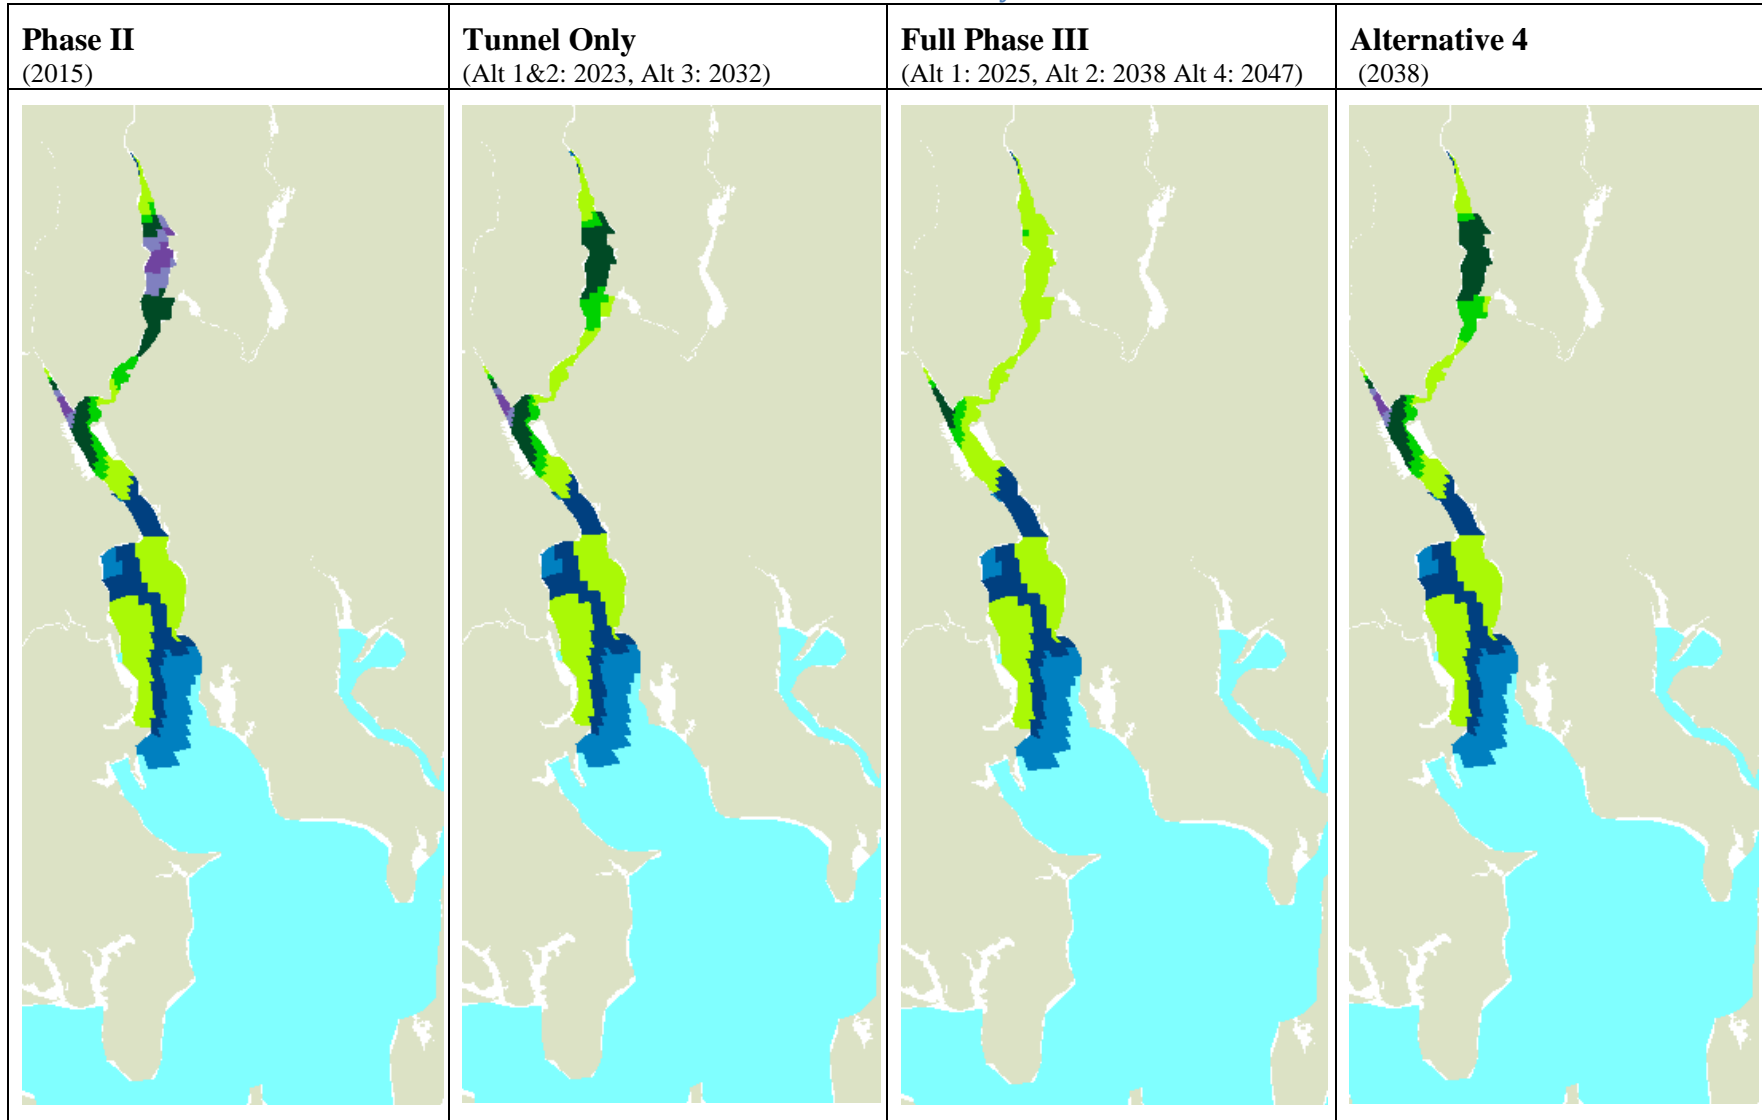 Phase II
(2015)
Tunnel Only
(Alt 1&2: 2023, Alt 3: 2032)
Full Phase III
(Alt 1: 2025, Alt 2: 2038 Alt 4: 2047)
Alternative 4
(2038)